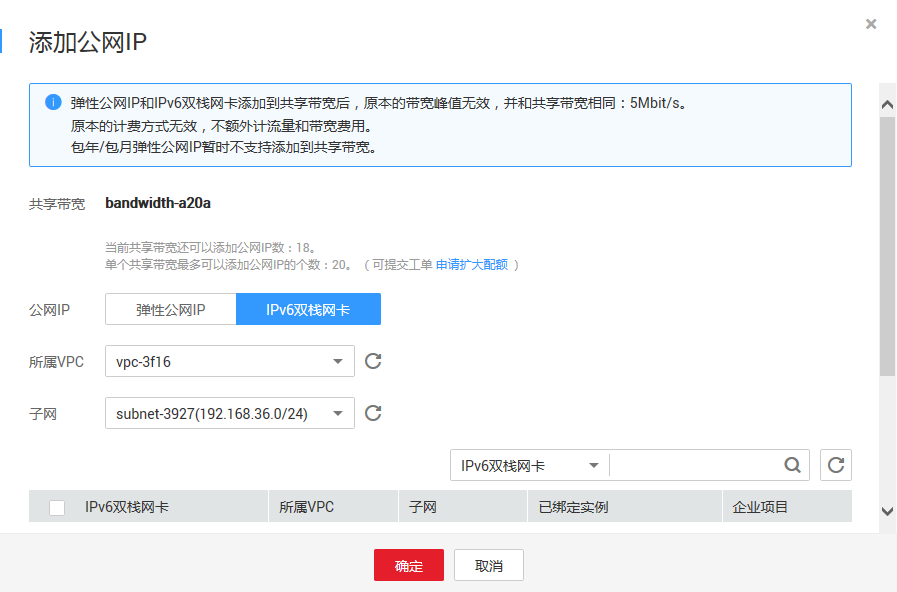 添加公网IP
弹性公网IP和IPv6双栈网卡添加到共享带宽后，原本的带宽峰值无效，并和共享带宽相同：5Mbit/s。
原本的计费方式无效，不额外计流量和带宽费用。
包年/包月弹性公网IP暂时不支持添加到共享带宽。
共享带宽 bandwidth-a20a
当前共享带宽还可以添加公网IP数：18。
单个共享带宽最多可以添加公网IP的个数：20。（可提交工单 申请扩大配额 ）
公网IP 弹性公网IP IPv6双栈网卡
所属VPC vpc-3f16
子网 subnet-3927(192.168.36.0/24)
IPv6双栈网卡
IPv6双栈网卡 所属VPC 子网 已绑定实例 企业项目
确定 取消